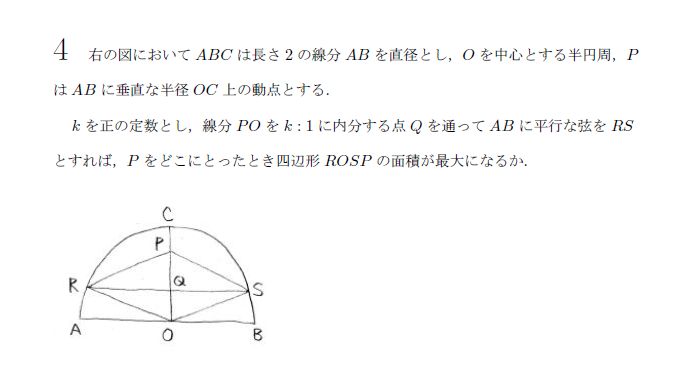 4 右の図において ABC は長さ 2 の線分 AB を直径とし，O を中心とする半円周，P
は AB に垂直な半径 OC 上の動点とする．
k を正の定数とし，線分 PO を k : 1 に内分する点 Q を通って AB に平行な弦を RS
とすれば，P をどこにとったとき四辺形 ROSP の面積が最大になるか．
C
P
R Q S
A O B